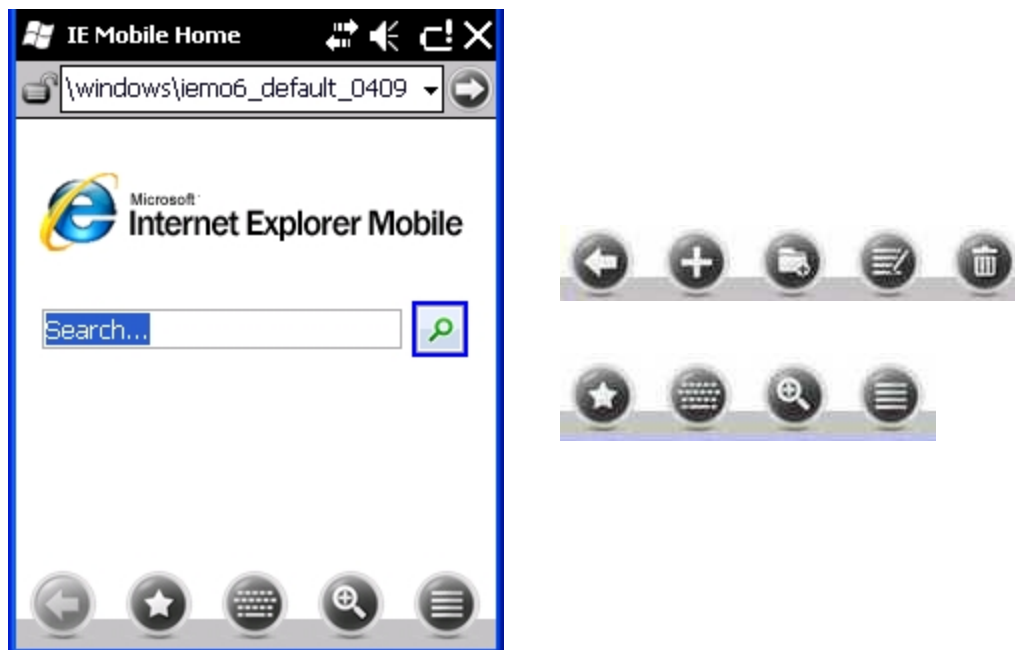 IE Mobile Home
\windows\iemo6_default_0409
Microsoft
Internet Explorer Mobile
Search...